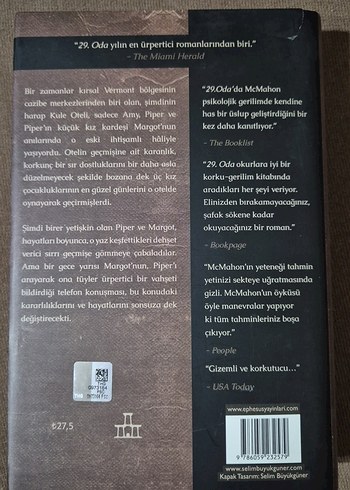 “29. Oda yılın en ürpertici romanlarından biri.”
– The Miami Herald
Bir zamanlar kırsal Vermont bölgesinin
cazibe merkezlerinden biri olan, şimdinin
harap Kule Oteli, sadece Amy, Piper ve
Piper'ın küçük kız kardeşi Margot'nun
anılarında o eski ihtişamlı hâliyle
yaşıyordu. Otelin geçmişine ait karanlık,
korkunç bir sır dostluklarını bir daha asla
düzelmeyecek şekilde bozana dek üç kız
çocukluklarının en güzel günlerini o otelde
oynayarak geçirmişlerdi.
Şimdi birer yetişkin olan Piper ve Margot,
hayatları boyunca, o yaz keşfettikleri dehşet
verici sırrı geçmişe gömmeye çabaladılar.
Ama bir gece yarısı Margot'nun, Piper'ı
arayarak ona tüyler ürpertici bir vahşeti
bildirdiği telefon konuşması, bu konudaki
kararlılıklarını ve hayatlarını sonsuza dek
değiştirecekti.
“29.Oda'da McMahon
psikolojik gerilimde kendine
has bir üslup geliştirdiğini bir
kez daha kanıtlıyor.”
– The Booklist
“29. Oda okurlara iyi bir
korku-gerilim kitabında
aradıkları her şeyi veriyor.
Elinizden bırakamayacağınız,
şafak sökene kadar
okuyacağınız bir roman.”
– Bookpage
“McMahon'ın yeteneği tahmin
yetinizi sekteye uğratmasında
gizli. McMahon'un öyküsü
öyle manevralar yapıyor
ki tüm tahminleriniz boşa
çıkıyor.”
– People
“Gizemli ve korkutucu…”
– USA Today
₺27,5
www.ephesusyayinlari.com
9 786059 232579
www.selimbuyukguner.com
Kapak Tasarım: Selim Büyükgüner